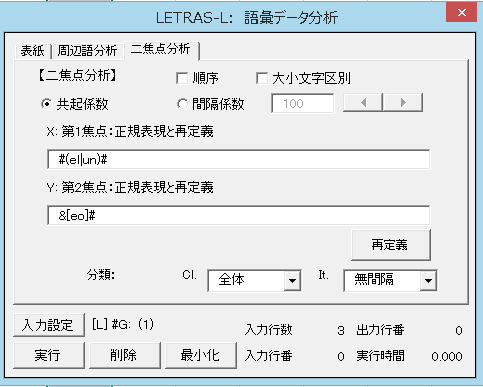 LETRAS-L: 語彙データ分析
表紙 周辺語分析 二焦点分析
【二焦点分析】 順序 大小文字区別
共起係数 間隔係数 100
X: 第1焦点:正規表現と再定義
#(el|un)#
Y: 第2焦点:正規表現と再定義
&[eo]#
再定義
分類: Cl. 全体 It. 無間隔
入力設定 [L] #G: (1)
入力行数 3 出力行番 0
実行 削除 最小化 入力行番 0 実行時間 0.000